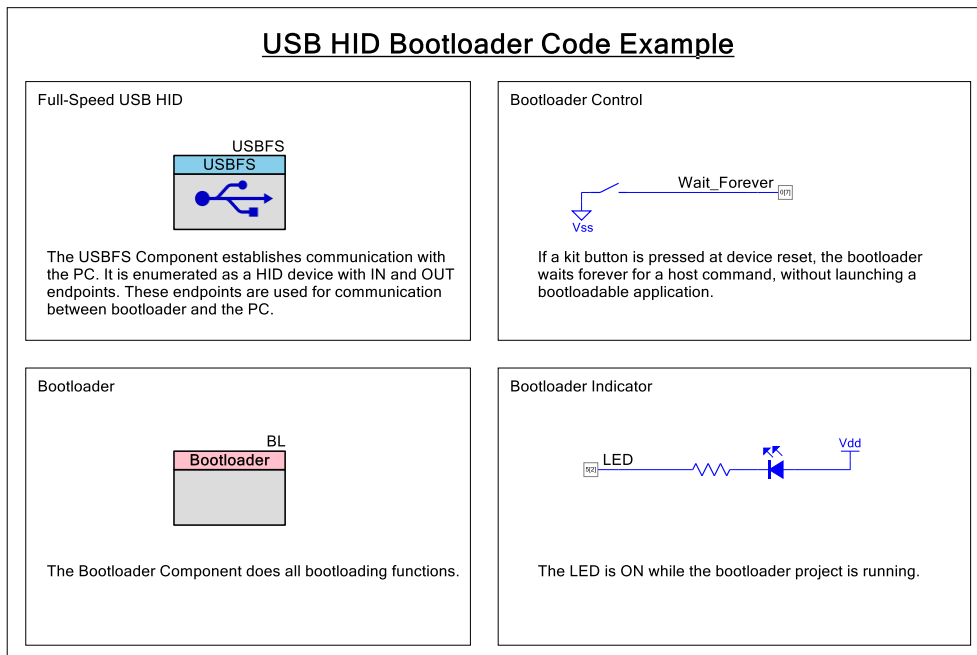 USB HID Bootloader Code Example
Full-Speed USB HID
USBFS
USBFS
The USBFS Component establishes communication with
the PC. It is enumerated as a HID device with IN and OUT
endpoints. These endpoints are used for communication
between bootloader and the PC.
Bootloader Control
Wait_Forever
0[7]
Vss
If a kit button is pressed at device reset, the bootloader
waits forever for a host command, without launching a
bootloadable application.
Bootloader
BL
Bootloader
The Bootloader Component does all bootloading functions.
Bootloader Indicator
Vdd
LED
5[2]
The LED is ON while the bootloader project is running.